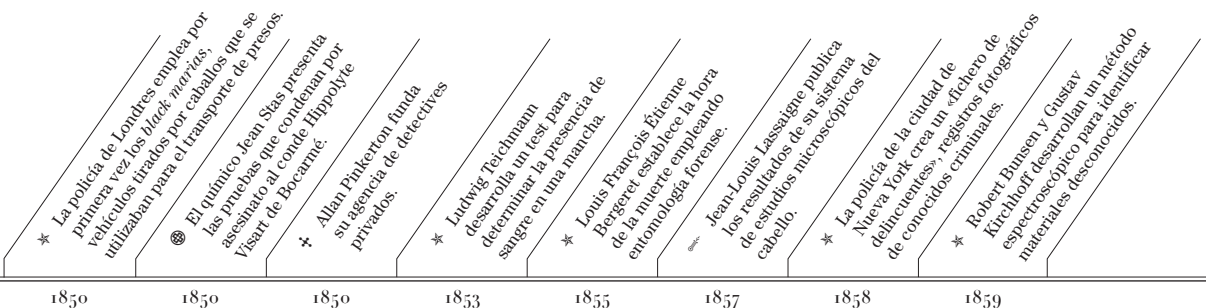 La policía de Londres emplea por
primera vez los black marias,
vehículos tirados por caballos que se
utilizaban para el transporte de presos.
El químico Jean Stas presenta
las pruebas que condenan por
asesinato al conde Hippolyte
Visart de Bocarmé.
Allan Pinkerton funda
su agencia de detectives
privados.
Ludwig Teichmann
desarrolla un test para
determinar la presencia de
sangre en una mancha.
Louis François Étienne
Bergeret establece la hora
de la muerte empleando
entomología forense.
Jean-Louis Lassaigne publica
los resultados de su sistema
de estudios microscópicos del
cabello.
La policía de la ciudad de
Nueva York crea un «fichero de
delincuentes», registros fotográficos
de conocidos criminales.
Robert Bunsen y Gustav
Kirchhoff desarrollan un método
espectroscópico para identificar
materiales desconocidos.
1850
1850
1850
1853
1855
1857
1858
1859